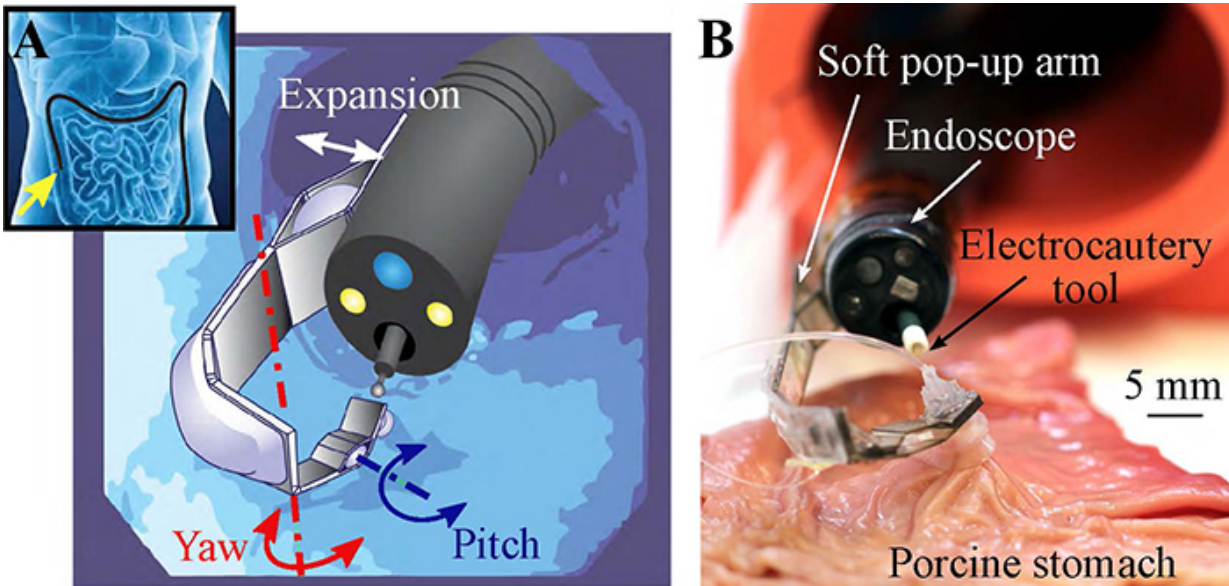 A
Expansion
Yaw
Pitch
B
Soft pop-up arm
Endoscope
Electrocautery
tool
5 mm
Porcine stomach